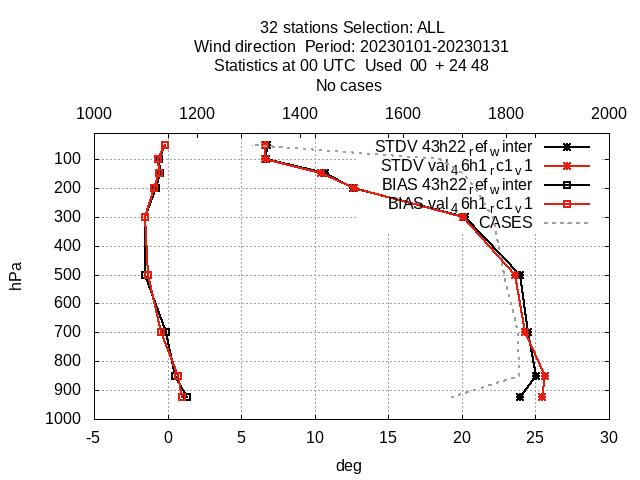 32 stations Selection: ALL
Wind direction  Period: 20230101-20230131
Statistics at 00 UTC  Used  00  + 24 48
No cases
1000 1200 1400 1600 1800 2000
STDV 43h22_ref_winter
STDV val_46h1_rc1_v1
BIAS 43h22_ref_winter
BIAS val_46h1_rc1_v1
CASES
100
200
300
400
500
600
700
800
900
1000
hPa
-5 0 5 10 15 20 25 30
deg